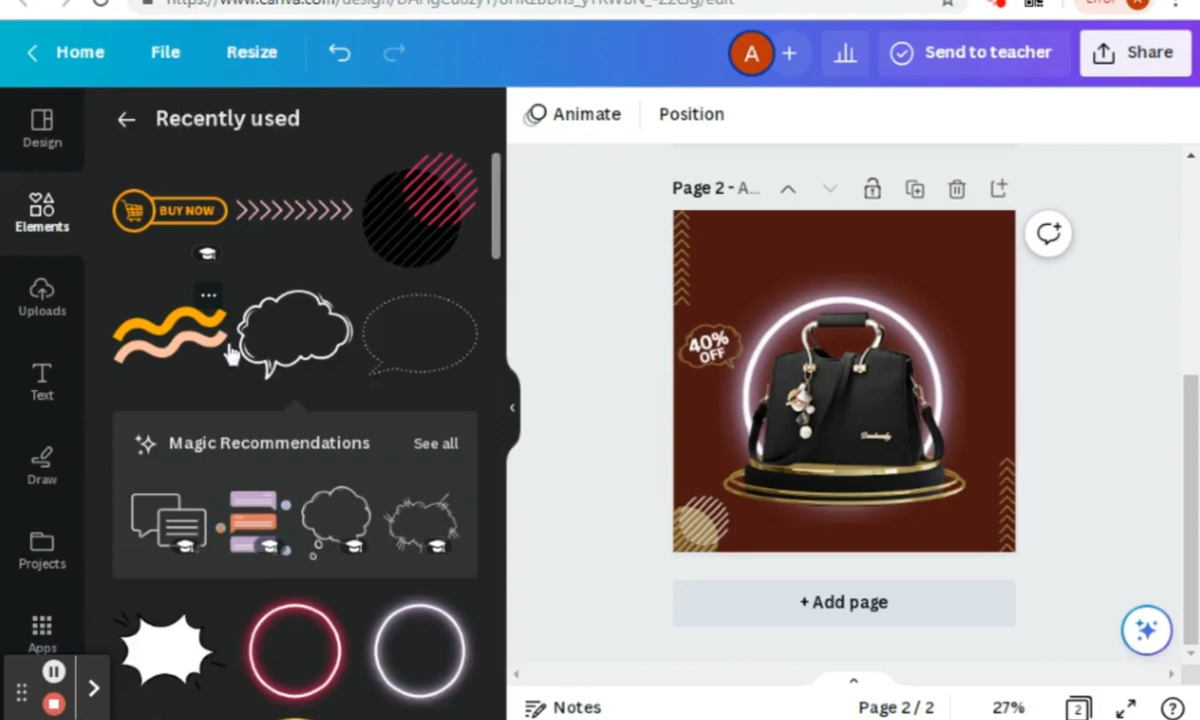 Home File Resize A + Send to teacher Share
Design
Elements
Uploads
Text
Draw
Projects
Apps
Recently used
BUY NOW
Magic Recommendations See all
Animate Position
Page 2 - A...
40%
OFF
+ Add page
Notes Page 2 / 2 27% 2